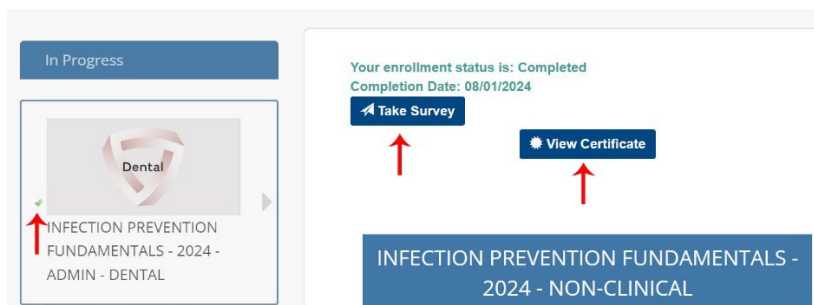 In Progress
Dental
INFECTION PREVENTION
FUNDAMENTALS - 2024 -
ADMIN - DENTAL
Your enrollment status is: Completed
Completion Date: 08/01/2024
Take Survey
View Certificate
INFECTION PREVENTION FUNDAMENTALS -
2024 - NON-CLINICAL